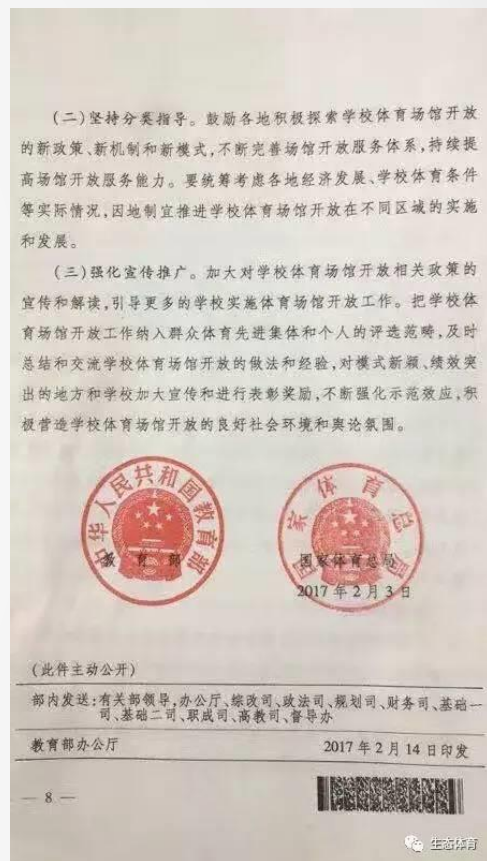 (二)坚持分类指导。鼓励各地积极探索学校体育场馆开放
的新政策、新机制和新模式,不断完善场馆开放服务体系,持续提
高场馆开放服务能力。要统筹考虑各地经济发展、学校体育条件
等实际情况,因地制宜推进学校体育场馆开放在不同区域的实施
和发展。
(三)强化宣传推广。加大对学校体育场馆开放相关政策的
宣传和解读,引导更多的学校实施体育场馆开放工作。把学校体
育场馆开放工作纳入群众体育先进集体和个人的评选范畴,及时
总结和交流学校体育场馆开放的做法和经验,对模式新颖、绩效突
出的地方和学校加大宣传和进行表彰奖励,不断强化示范效应,积
极营造学校体育场馆开放的良好社会环境和舆论氛围。
中华人民共和国教育部
教育部
国家体育总局
国家体育总局
2017年2月3日
(此件主动公开)
部内发送:有关部领导,办公厅、综改司、政法司、规划司、财务司、基础一
司、基础二司、职成司、高教司、督导办
教育部办公厅 2017年2月14日印发
— 8 —
生态体育